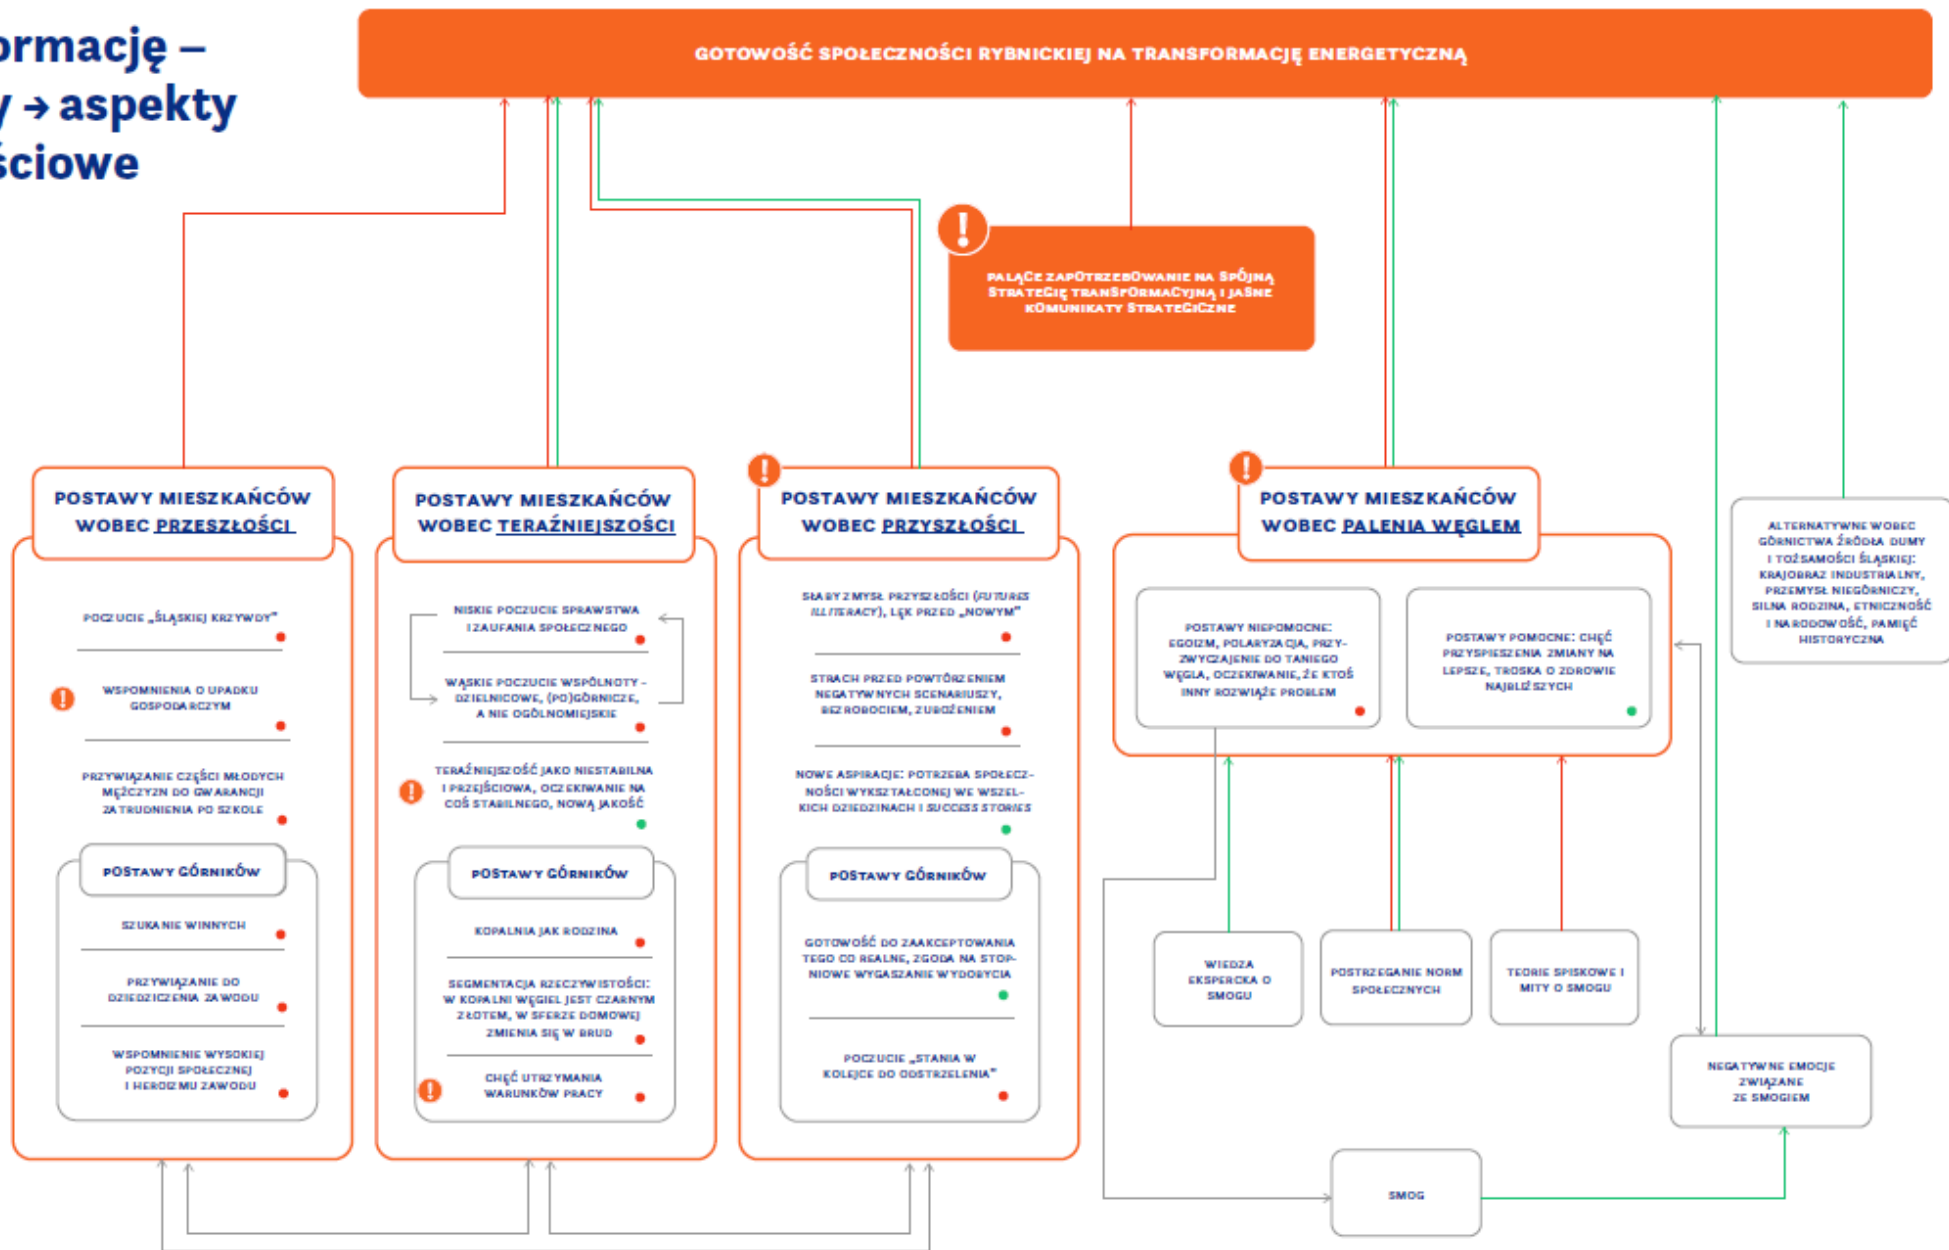 ormację –
y → aspekty
ściowe
GOTOWOŚĆ SPOŁECZNOŚCI RYBNICKIEJ NA TRANSFORMACJĘ ENERGETYCZNĄ
!
PALĄCE ZAPOTRZEBOWANIE NA SPÓJNĄ
STRATEGIĘ TRANSFORMACYJNĄ I JASNE
KOMUNIKATY STRATEGICZNE
POSTAWY MIESZKAŃCÓW
WOBEC PRZESZŁOŚCI
POCZUCIE „ŚLĄSKIEJ KRZYWDY”
!
WSPOMNIENIA O UPADKU
GOSPODARCZYM
PRZYWIĄZANIE CZĘŚCI MŁODYCH
MĘŻCZYZN DO GWARANCJI
ZATRUDNIENIA PO SZKOLE
POSTAWY GÓRNIKÓW
SZUKANIE WINNYCH
PRZYWIĄZANIE DO
DZIEDZICZENIA ZAWODU
WSPOMNIENIE WYSOKIEJ
POZYCJI SPOŁECZNEJ
I HEROIZMU ZAWODU
POSTAWY MIESZKAŃCÓW
WOBEC TERAŹNIEJSZOŚCI
NISKIE POCZUCIE SPRAWSTWA
I ZAUFANIA SPOŁECZNEGO
WĄSKIE POCZUCIE WSPÓLNOTY –
DZIELNICOWE, (PO)GÓRNICZE,
A NIE OGÓLNOMIEJSKIE
!
TERAŹNIEJSZOŚĆ JAKO NIESTABILNA
I PRZEJŚCIOWA, OCZEKIWANIE NA
COŚ STABILNEGO, NOWĄ JAKOŚĆ
POSTAWY GÓRNIKÓW
KOPALNIA JAK RODZINA
SEGMENTACJA RZECZYWISTOŚCI:
W KOPALNI WĘGIEL JEST CZARNYM
ZŁOTEM, W SFERZE DOMOWEJ
ZMIENIA SIĘ W BRUD
!
CHĘĆ UTRZYMANIA
WARUNKÓW PRACY
!
POSTAWY MIESZKAŃCÓW
WOBEC PRZYSZŁOŚCI
SŁABY ZMYSŁ PRZYSZŁOŚCI (FUTURES
ILLITERACY), LĘK PRZED „NOWYM”
STRACH PRZED POWTÓRZENIEM
NEGATYWNYCH SCENARIUSZY,
BEZROBOCIEM, ZUBOŻENIEM
NOWE ASPIRACJE: POTRZEBA SPOŁECZ-
NOŚCI WYKSZTAŁCONEJ WE WSZEL-
KICH DZIEDZINACH I SUCCESS STORIES
POSTAWY GÓRNIKÓW
GOTOWOŚĆ DO ZAAKCEPTOWANIA
TEGO CO REALNE, ZGODA NA STOP-
NIOWE WYGASZANIE WYDOBYCIA
POCZUCIE „STANIA W
KOLEJCE DO ODSTRZELENIA”
!
POSTAWY MIESZKAŃCÓW
WOBEC PALENIA WĘGLEM
POSTAWY NIEPOMOCNE:
EGOIZM, POLARYZACJA, PRZY-
ZWYCZAJENIE DO TANIEGO
WĘGLA, OCZEKIWANIE, ŻE KTOŚ
INNY ROZWIĄŻE PROBLEM
POSTAWY POMOCNE: CHĘĆ
PRZYSPIESZENIA ZMIANY NA
LEPSZE, TROSKA O ZDROWIE
NAJBLIŻSZYCH
WIEDZA
EKSPERCKA O
SMOGU
POSTRZEGANIE NORM
SPOŁECZNYCH
TEORIE SPISKOWE I
MITY O SMOGU
ALTERNATYWNE WOBEC
GÓRNICTWA ŹRÓDŁA DUMY
I TOŻSAMOŚCI ŚLĄSKIEJ:
KRAJOBRAZ INDUSTRIALNY,
PRZEMYSŁ NIEGÓRNICZY,
SILNA RODZINA, ETNICZNOŚĆ
I NARODOWOŚĆ, PAMIĘĆ
HISTORYCZNA
NEGATYWNE EMOCJE
ZWIĄZANE
ZE SMOGIEM
SMOG